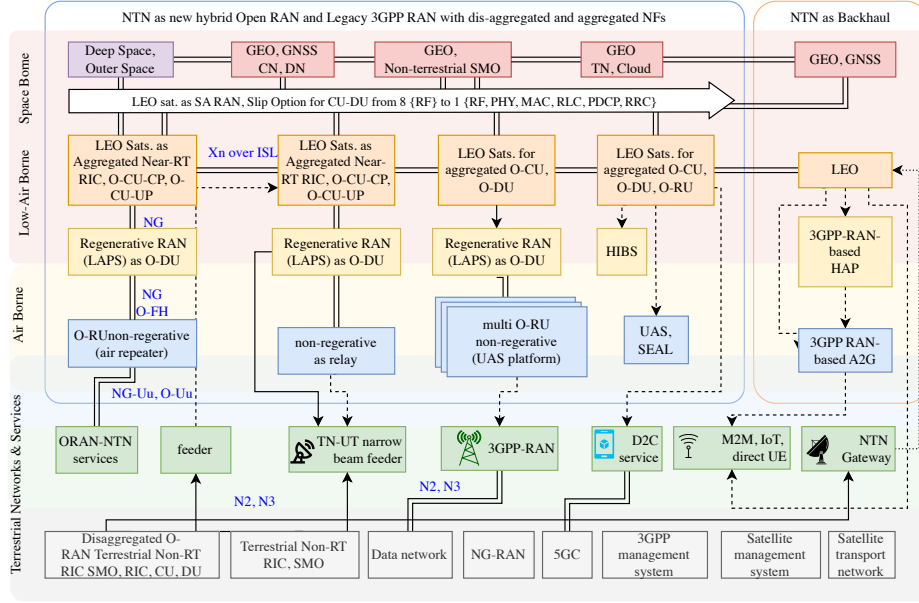 NTN as new hybrid Open RAN and Legacy 3GPP RAN with dis-aggregated and aggregated NFs
NTN as Backhaul
Space Borne
Deep Space,
Outer Space
GEO, GNSS
CN, DN
GEO,
Non-terrestrial SMO
GEO
TN, Cloud
GEO, GNSS
LEO sat. as SA RAN, Slip Option for CU-DU from 8 {RF} to 1 {RF, PHY, MAC, RLC, PDCP, RRC}
Low-Air Borne
LEO Sats. as
Aggregated Near-RT
RIC, O-CU-CP, O-
CU-UP
Xn over ISL
LEO Sats. as
Aggregated Near-
RT RIC, O-CU-CP,
O-CU-UP
LEO Sats. for
aggregated O-CU,
O-DU
LEO Sats. for
aggregated O-CU,
O-DU, O-RU
LEO
NG
Regenerative RAN
(LAPS) as O-DU
Regenerative RAN
(LAPS) as O-DU
Regenerative RAN
(LAPS) as O-DU
HIBS
3GPP-RAN-
based
HAP
Air Borne
NG
O-FH
O-RUnon-regerative
(air repeater)
non-regerative
as relay
multi O-RU
non-regerative
(UAS platform)
UAS,
SEAL
3GPP RAN-
based A2G
NG-Uu, O-Uu
Terrestrial Networks & Services
ORAN-NTN
services
feeder
TN-UT narrow
beam feeder
3GPP-RAN
D2C
service
M2M, IoT,
direct UE
NTN
Gateway
N2, N3
N2, N3
Disaggregated O-
RAN Terrestrial Non-RT
RIC SMO, RIC, CU, DU
Terrestrial Non-RT
RIC, SMO
Data network
NG-RAN
5GC
3GPP
management
system
Satellite
management
system
Satellite
transport
network